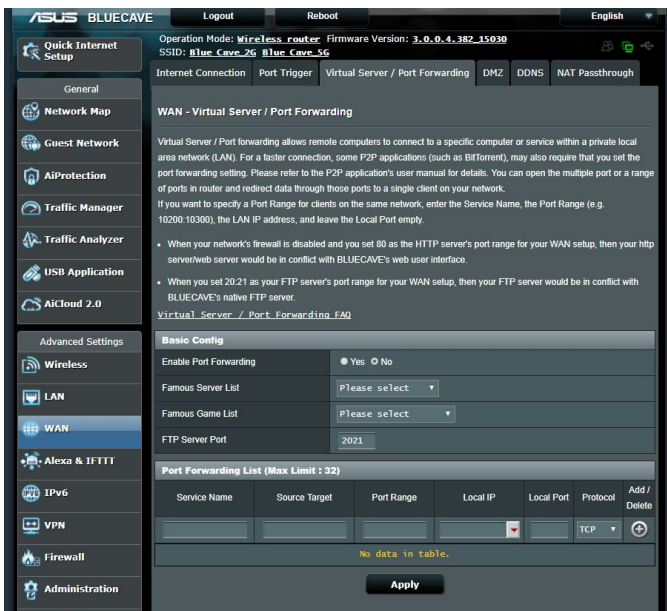 ASUS BLUECAVE
Logout
Reboot
English
Quick Internet
Setup
Operation Mode: Wireless router Firmware Version: 3.0.0.4.382_15030
SSID: Blue Cave_2G Blue Cave_5G
Internet Connection
Port Trigger
Virtual Server / Port Forwarding
DMZ
DDNS
NAT Passthrough
General
Network Map
Guest Network
AiProtection
Traffic Manager
Traffic Analyzer
USB Application
AiCloud 2.0
Advanced Settings
Wireless
LAN
WAN
Alexa & IFTTT
IPv6
VPN
Firewall
Administration
WAN - Virtual Server / Port Forwarding
Virtual Server / Port forwarding allows remote computers to connect to a specific computer or service within a private local
area network (LAN). For a faster connection, some P2P applications (such as BitTorrent), may also require that you set the
port forwarding setting. Please refer to the P2P application's user manual for details. You can open the multiple port or a range
of ports in router and redirect data through those ports to a single client on your network.
If you want to specify a Port Range for clients on the same network, enter the Service Name, the Port Range (e.g.
10200:10300), the LAN IP address, and leave the Local Port empty.
• When your network's firewall is disabled and you set 80 as the HTTP server's port range for your WAN setup, then your http
server/web server would be in conflict with BLUECAVE's web user interface.
• When you set 20:21 as your FTP server's port range for your WAN setup, then your FTP server would be in conflict with
BLUECAVE's native FTP server.
Virtual Server / Port Forwarding FAQ
Basic Config
Enable Port Forwarding
Yes No
Famous Server List
Please select
Famous Game List
Please select
FTP Server Port
2021
Port Forwarding List (Max Limit : 32)
Service Name
Source Target
Port Range
Local IP
Local Port
Protocol
Add /
Delete
TCP
No data in table.
Apply